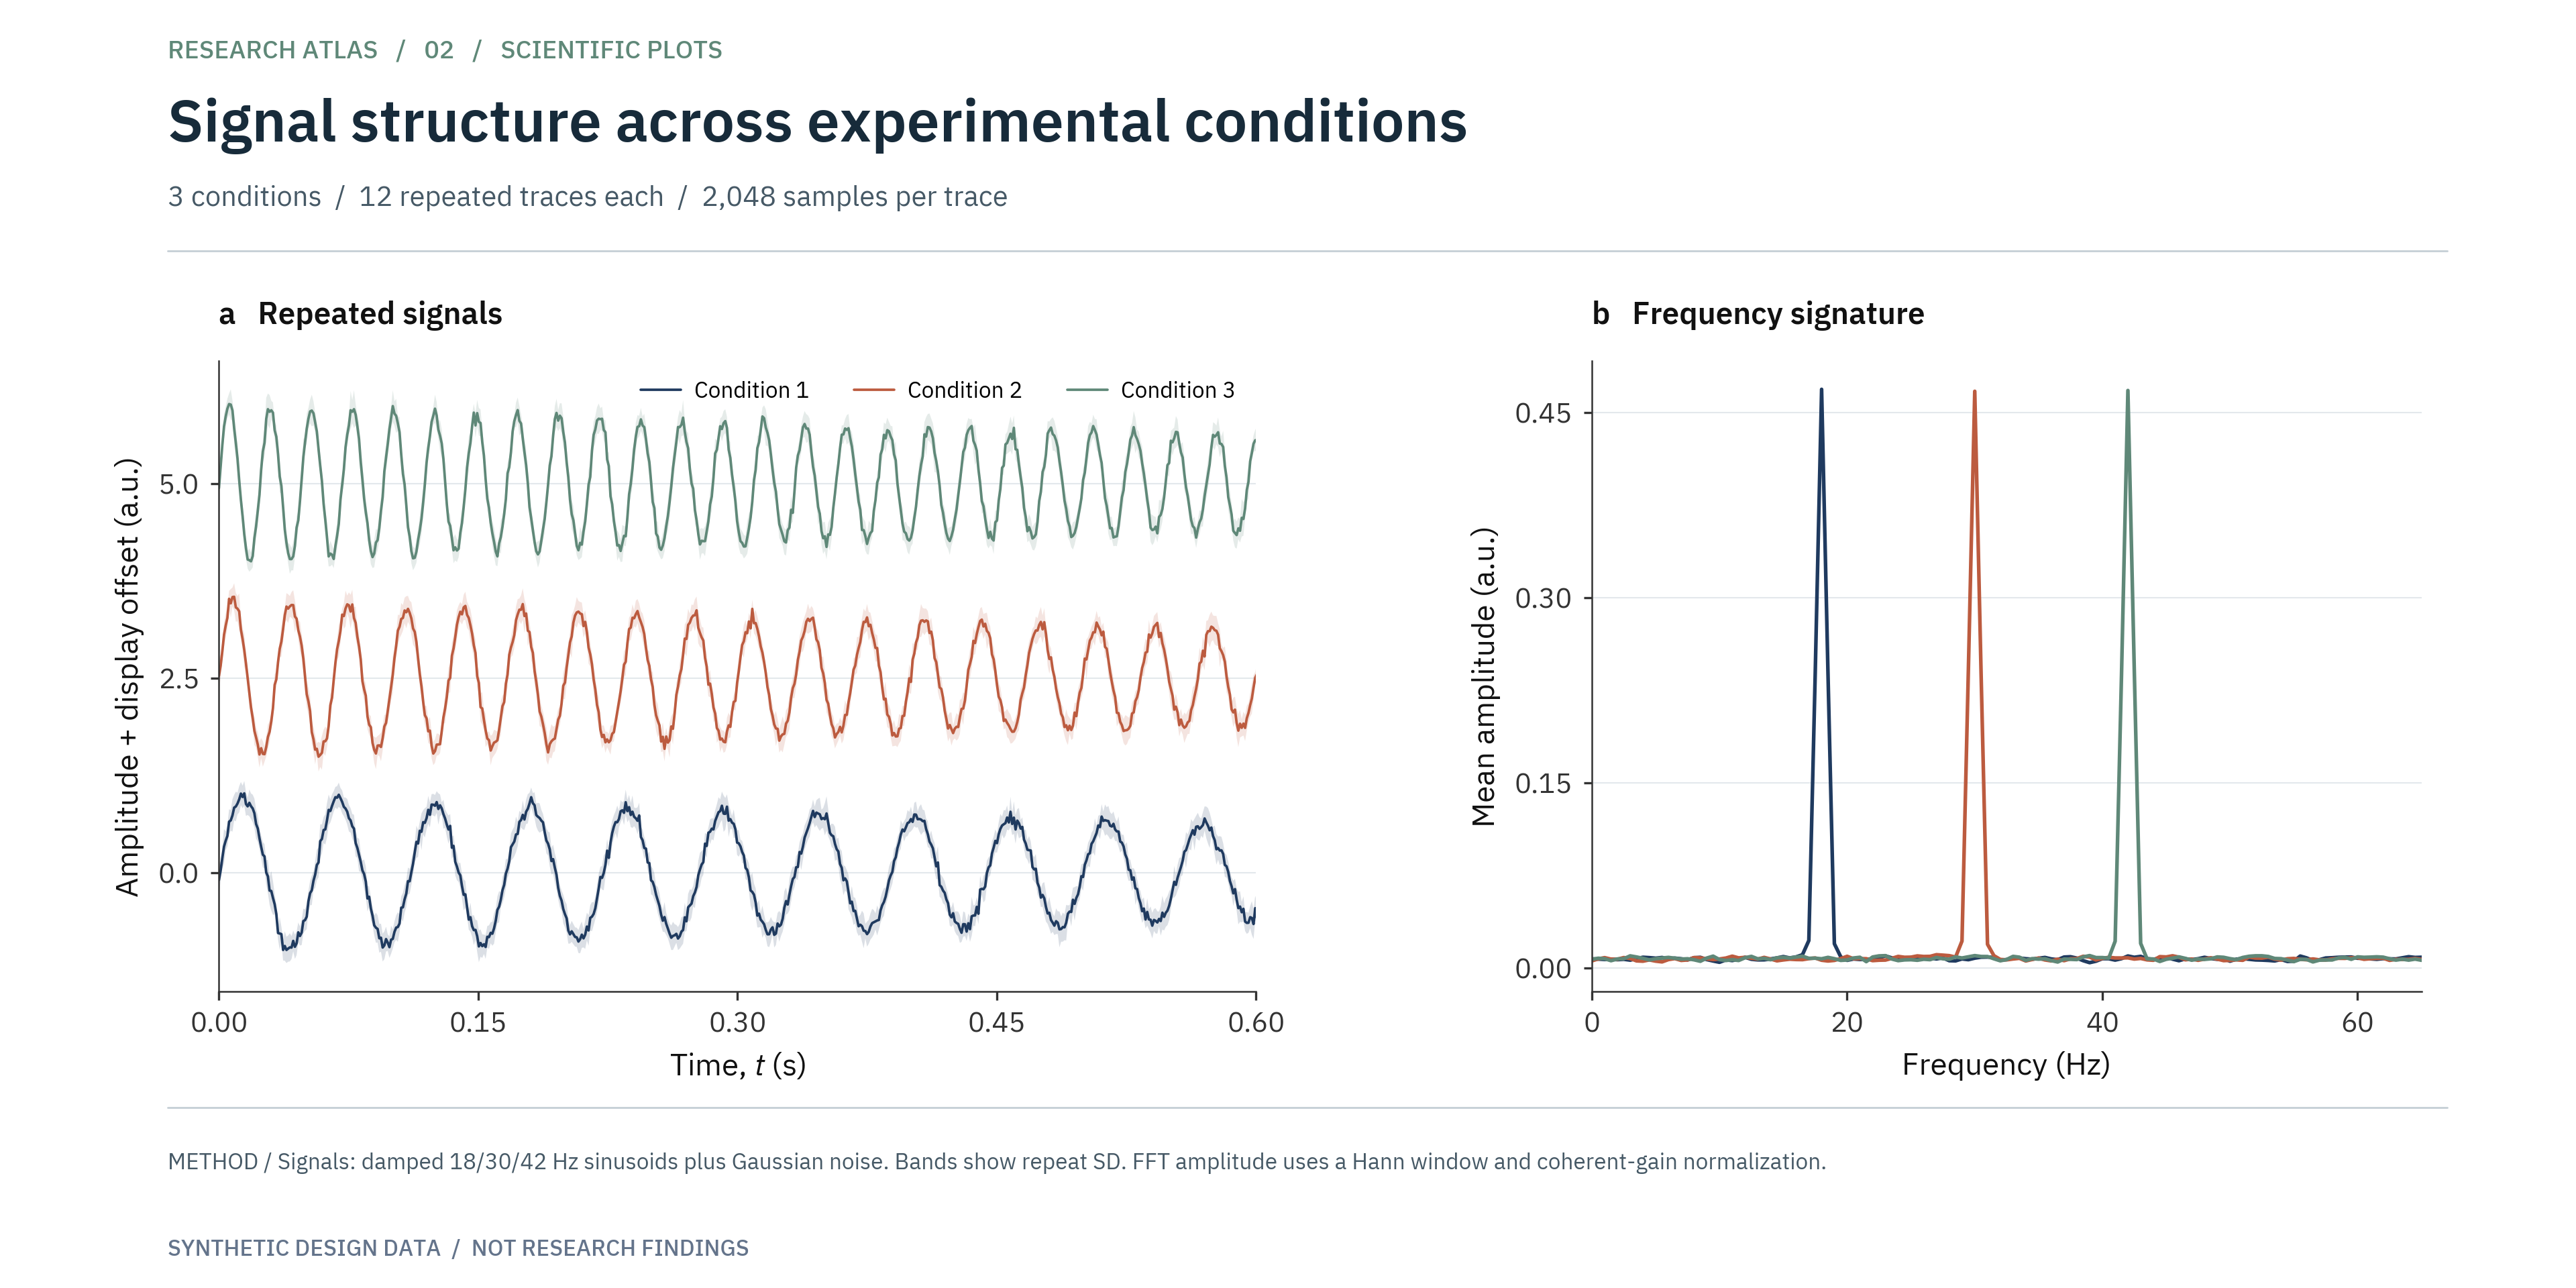 RESEARCH ATLAS / 02 / SCIENTIFIC PLOTS
Signal structure across experimental conditions
3 conditions / 12 repeated traces each / 2,048 samples per trace
a Repeated signals
Condition 1 Condition 2 Condition 3
Amplitude + display offset (a.u.)
5.0
2.5
0.0
0.00 0.15 0.30 0.45 0.60
Time, t (s)
b Frequency signature
Mean amplitude (a.u.)
0.45
0.30
0.15
0.00
0 20 40 60
Frequency (Hz)
METHOD / Signals: damped 18/30/42 Hz sinusoids plus Gaussian noise. Bands show repeat SD. FFT amplitude uses a Hann window and coherent-gain normalization.
SYNTHETIC DESIGN DATA / NOT RESEARCH FINDINGS